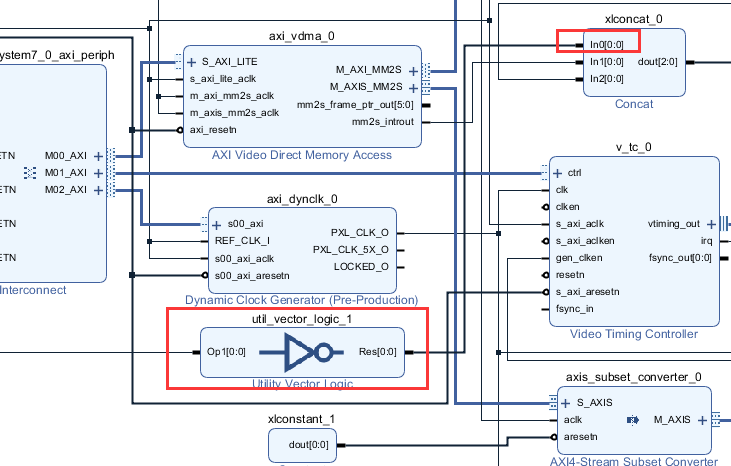 ystem7_0_axi_periph
ETN
M00_AXI
M01_AXI
ETN
M02_AXI
ETN
ETN
Interconnect
axi_vdma_0
S_AXI_LITE
s_axi_lite_aclk
m_axi_mm2s_aclk
m_axis_mm2s_aclk
axi_resetn
M_AXI_MM2S
M_AXIS_MM2S
mm2s_frame_ptr_out[5:0]
mm2s_introut
AXI Video Direct Memory Access
xlconcat_0
In0[0:0]
In1[0:0]
In2[0:0]
dout[2:0]
Concat
axi_dynclk_0
s00_axi
REF_CLK_I
s00_axi_aclk
s00_axi_aresetn
PXL_CLK_O
PXL_CLK_5X_O
LOCKED_O
Dynamic Clock Generator (Pre-Production)
v_tc_0
ctrl
clk
clken
s_axi_aclk
s_axi_aclken
gen_clken
resetn
s_axi_aresetn
fsync_in
vtiming_out
irq
fsync_out[0:0]
Video Timing Controller
util_vector_logic_1
Op1[0:0]
Res[0:0]
Utility Vector Logic
xlconstant_1
dout[0:0]
axis_subset_converter_0
S_AXIS
aclk
aresetn
M_AXIS
AXI4-Stream Subset Converter